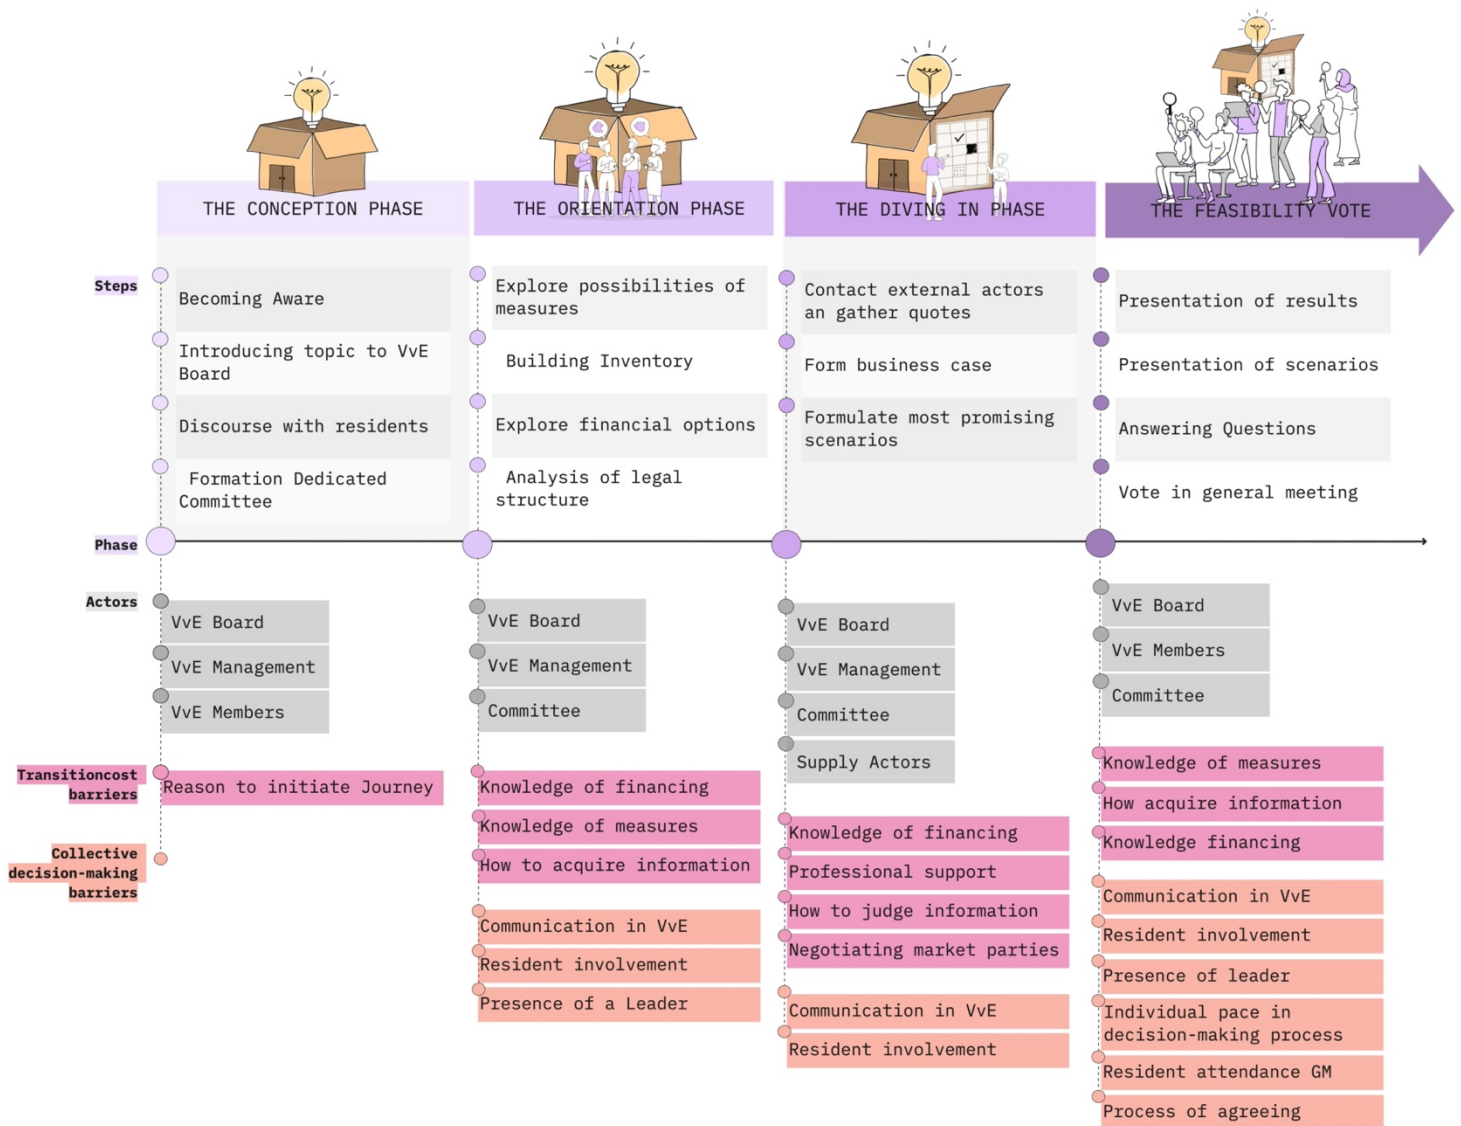 THE CONCEPTION PHASE
THE ORIENTATION PHASE
THE DIVING IN PHASE
THE FEASIBILITY VOTE
Steps
Becoming Aware
Introducing topic to VvE
Board
Discourse with residents
Formation Dedicated
Committee
Explore possibilities of
measures
Building Inventory
Explore financial options
Analysis of legal
structure
Contact external actors
an gather quotes
Form business case
Formulate most promising
scenarios
Presentation of results
Presentation of scenarios
Answering Questions
Vote in general meeting
Phase
Actors
VvE Board
VvE Management
VvE Members
VvE Board
VvE Management
Committee
VvE Board
VvE Management
Committee
Supply Actors
VvE Board
VvE Members
Committee
Transitioncost
barriers
Reason to initiate Journey
Knowledge of financing
Knowledge of measures
How to acquire information
Knowledge of financing
Professional support
How to judge information
Negotiating market parties
Knowledge of measures
How acquire information
Knowledge financing
Collective
decision-making
barriers
Communication in VvE
Resident involvement
Presence of a Leader
Communication in VvE
Resident involvement
Communication in VvE
Resident involvement
Presence of leader
Individual pace in
decision-making process
Resident attendance GM
Process of agreeing